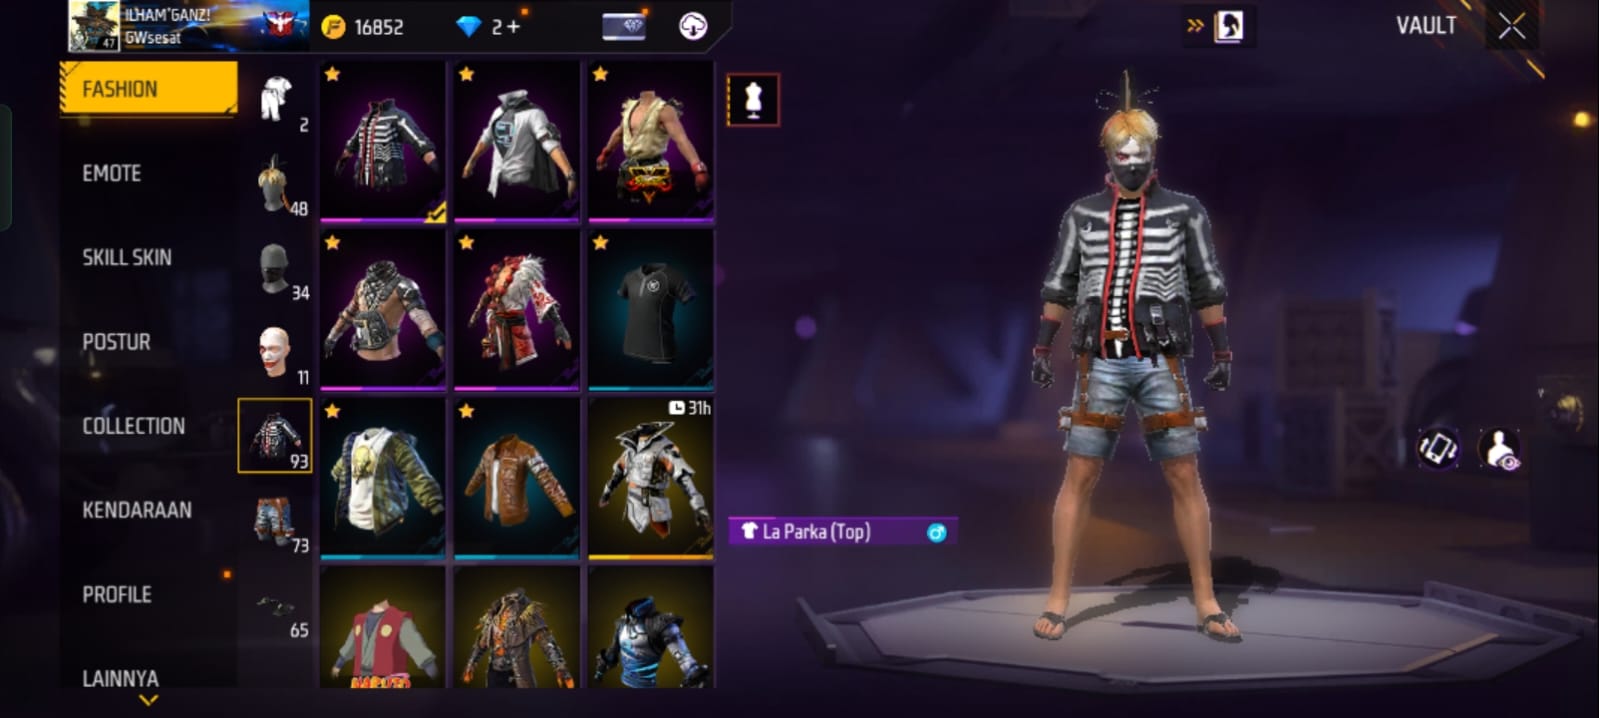 ILHAM'GANZ!
GWsesat
47
16852
2 +
VAULT
FASHION
EMOTE
SKILL SKIN
POSTUR
COLLECTION
KENDARAAN
PROFILE
LAINNYA
2
48
34
11
93
73
65
31h
La Parka (Top)